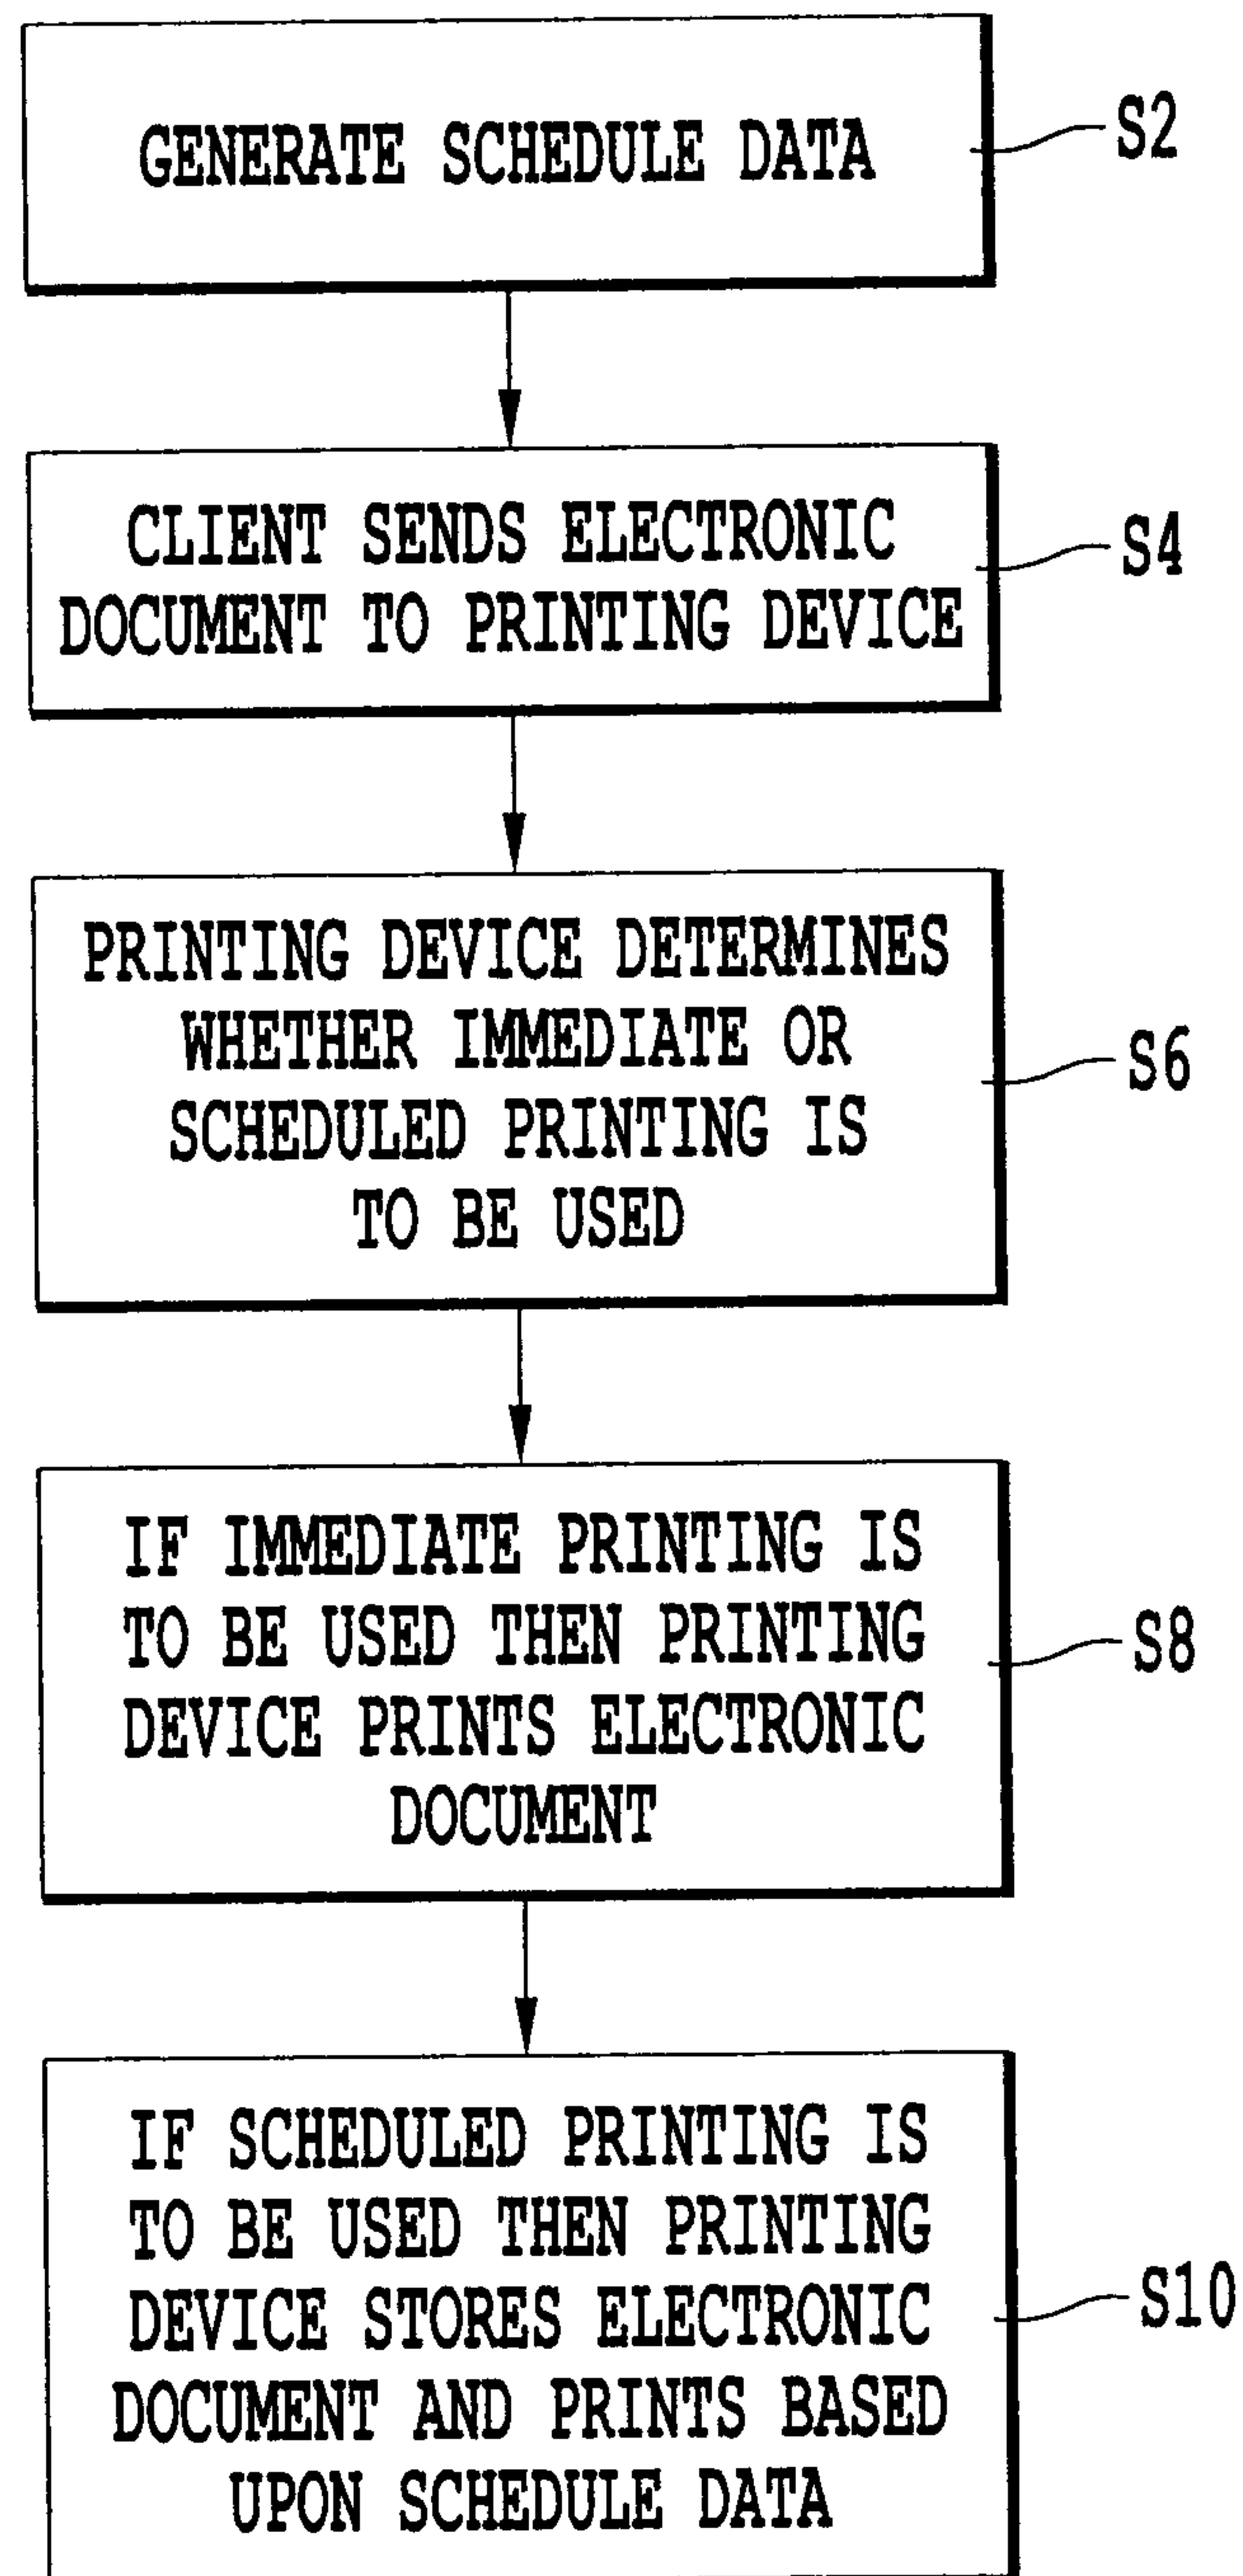 GENERATE SCHEDULE DATA
S2
CLIENT SENDS ELECTRONIC
DOCUMENT TO PRINTING DEVICE
S4
PRINTING DEVICE DETERMINES
WHETHER IMMEDIATE OR
SCHEDULED PRINTING IS
TO BE USED
S6
IF IMMEDIATE PRINTING IS
TO BE USED THEN PRINTING
DEVICE PRINTS ELECTRONIC
DOCUMENT
S8
IF SCHEDULED PRINTING IS
TO BE USED THEN PRINTING
DEVICE STORES ELECTRONIC
DOCUMENT AND PRINTS BASED
UPON SCHEDULE DATA
S10